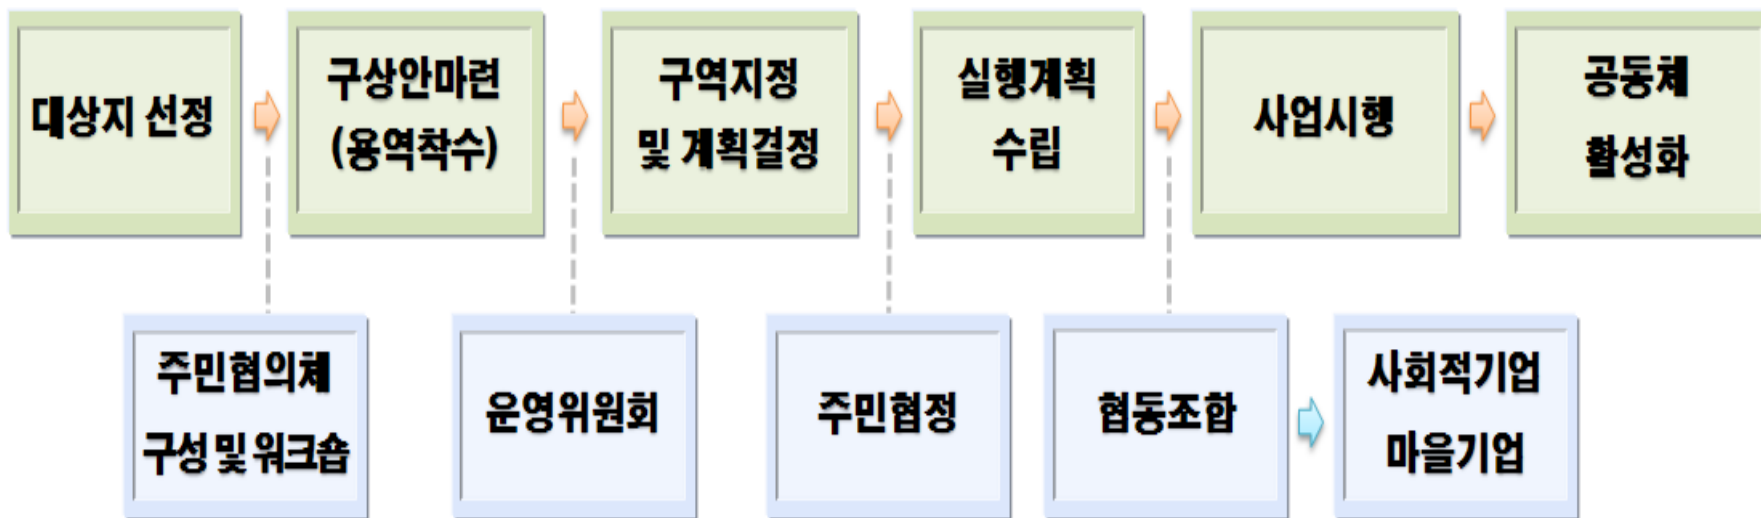 대상지 선정
구상안마련
(용역착수)
구역지정
및 계획결정
실행계획
수립
사업시행
공동체
활성화
주민협의체
구성 및 워크숍
운영위원회
주민협정
협동조합
사회적기업
마을기업